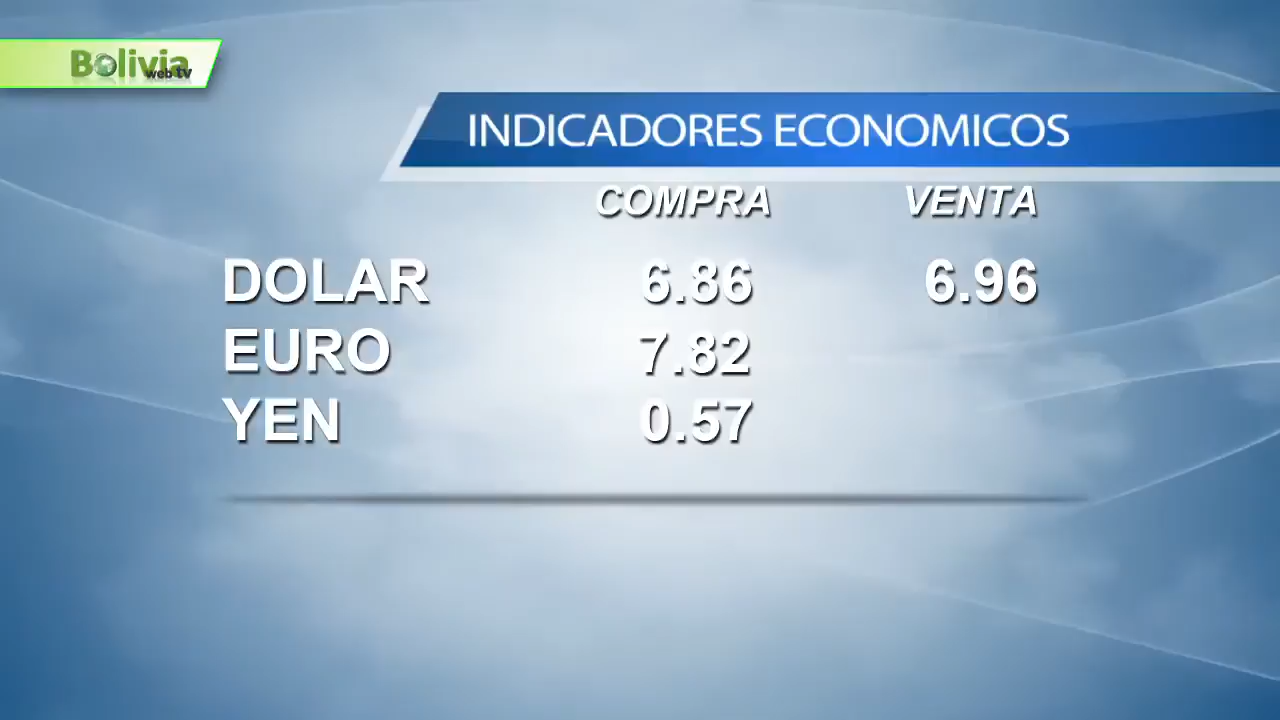 Bolivia
web tv
INDICADORES ECONOMICOS
COMPRA VENTA
DOLAR 6.86 6.96
EURO 7.82
YEN 0.57